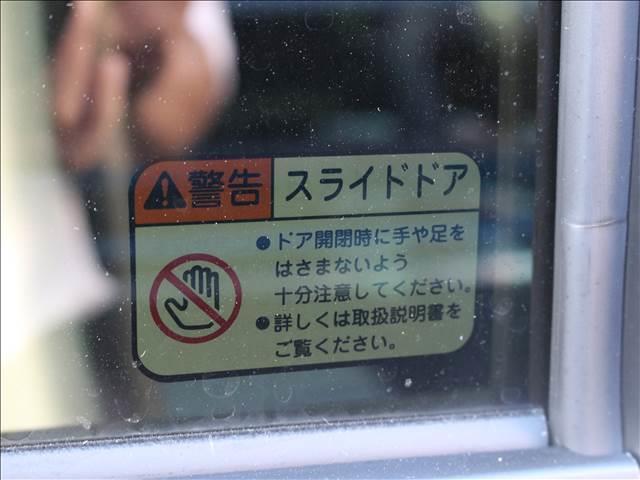 ⚠警告 スライドドア
●ドア開閉時に手や足を
はさまないよう
十分注意してください。
●詳しくは取扱説明書を
ご覧ください。